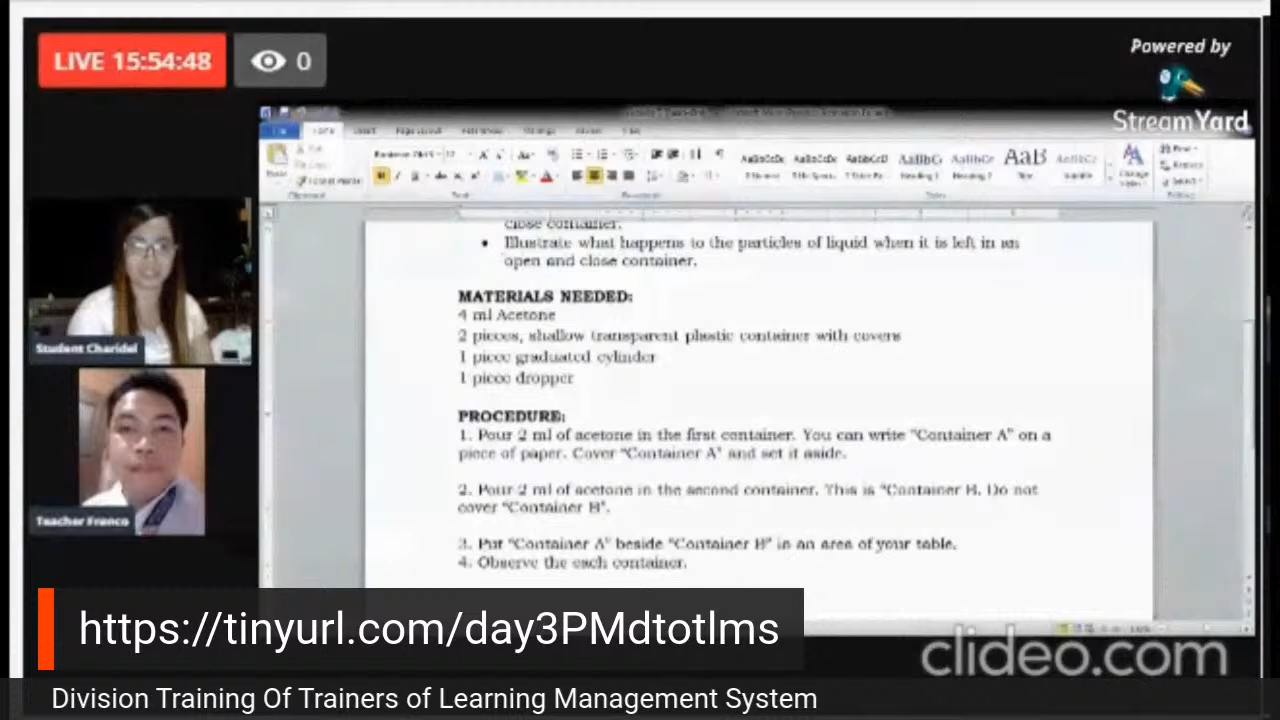 LIVE 15:54:48
0
Powered by
StreamYard
close container.
• Illustrate what happens to the particles of liquid when it is left in an
open and close container.
MATERIALS NEEDED:
4 ml Acetone
2 pieces, shallow transparent plastic container with covers
1 piece graduated cylinder
1 piece dropper
PROCEDURE:
1. Pour 2 ml of acetone in the first container. You can write "Container A" on a
piece of paper. Cover "Container A" and set it aside.
2. Pour 2 ml of acetone in the second container. This is "Container B. Do not
cover "Container B".
3. Put "Container A" beside "Container B" in an area of your table.
4. Observe the each container.
Student Charidel
Teacher Franco
https://tinyurl.com/day3PMdtotlms
clideo.com
Division Training Of Trainers of Learning Management System